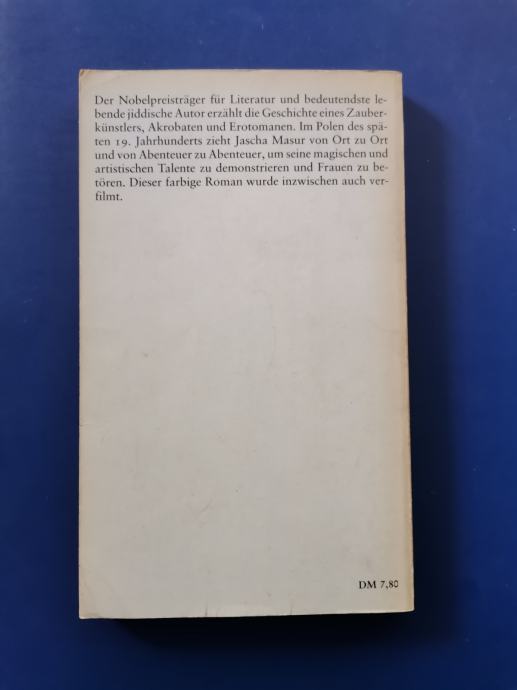 Der Nobelpreisträger für Literatur und bedeutendste le-
bende jiddische Autor erzählt die Geschichte eines Zauber-
künstlers, Akrobaten und Erotomanen. Im Polen des spä-
ten 19. Jahrhunderts zieht Jascha Masur von Ort zu Ort
und von Abenteuer zu Abenteuer, um seine magischen und
artistischen Talente zu demonstrieren und Frauen zu be-
tören. Dieser farbige Roman wurde inzwischen auch ver-
filmt.
DM 7,80